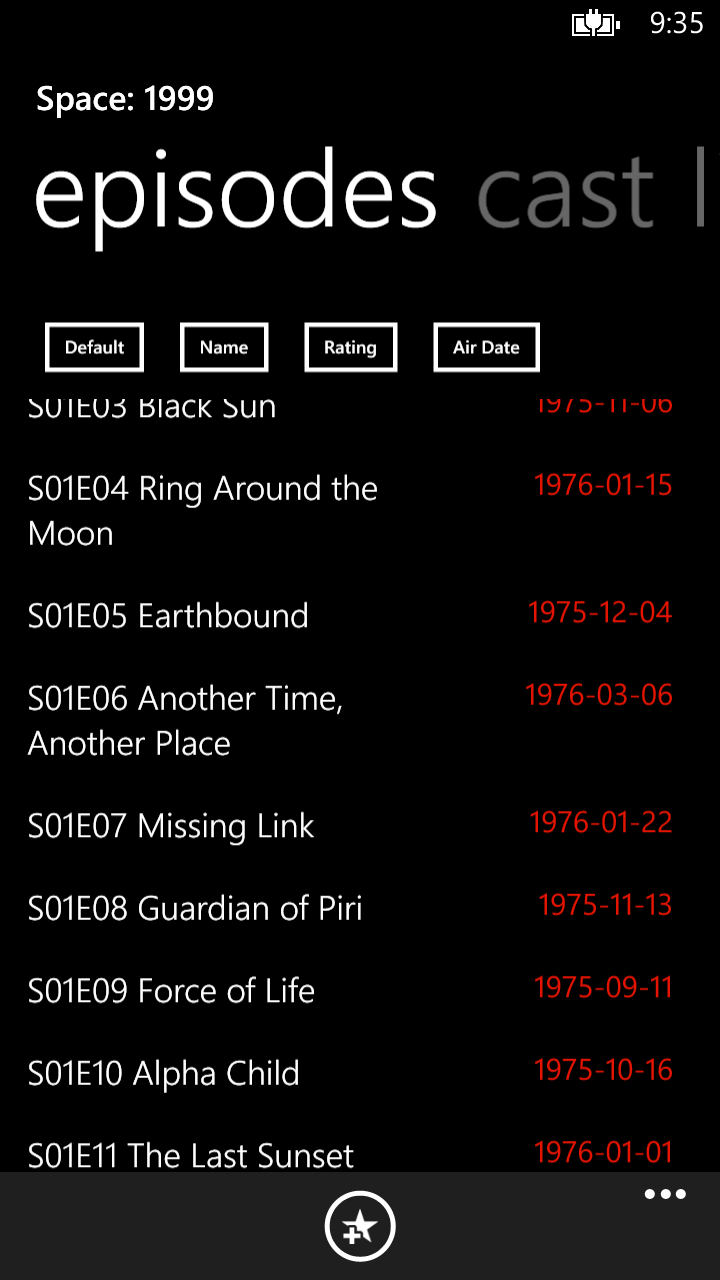 9:35
Space: 1999
episodes cast l
Default Name Rating Air Date
S01E03 Black Sun 1975-11-06
S01E04 Ring Around the 1976-01-15
Moon
S01E05 Earthbound 1975-12-04
S01E06 Another Time, 1976-03-06
Another Place
S01E07 Missing Link 1976-01-22
S01E08 Guardian of Piri 1975-11-13
S01E09 Force of Life 1975-09-11
S01E10 Alpha Child 1975-10-16
S01E11 The Last Sunset 1976-01-01